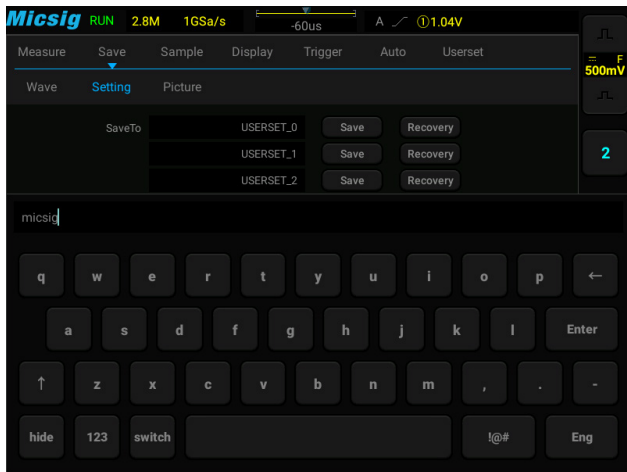 Micsig RUN 2.8M 1GSa/s -60us A ①1.04V
Measure Save Sample Display Trigger Auto Userset
F
500mV
Wave Setting Picture
SaveTo USERSET_0 Save Recovery
USERSET_1 Save Recovery
2
USERSET_2 Save Recovery
micsig
q w e r t y u i o p ←
a s d f g h j k l Enter
↑ z x c v b n m , . -
hide 123 switch !@# Eng